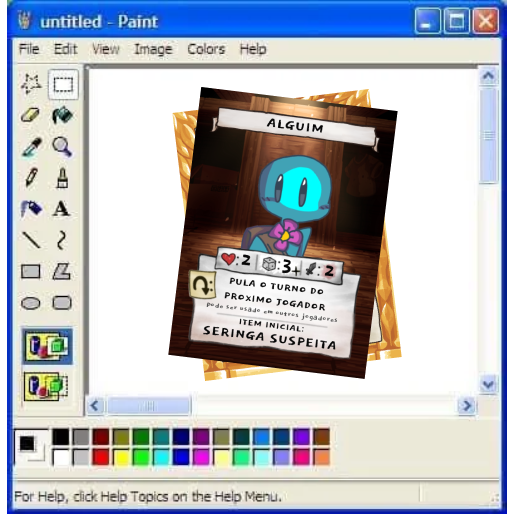 untitled - Paint
File Edit View Image Colors Help
A
ALGUIM
:2 :3+ :2
PULA O TURNO DO
PROXIMO JOGADOR
pode ser usado em outros jogadores
ITEM INICIAL:
SERINGA SUSPEITA
For Help, click Help Topics on the Help Menu.